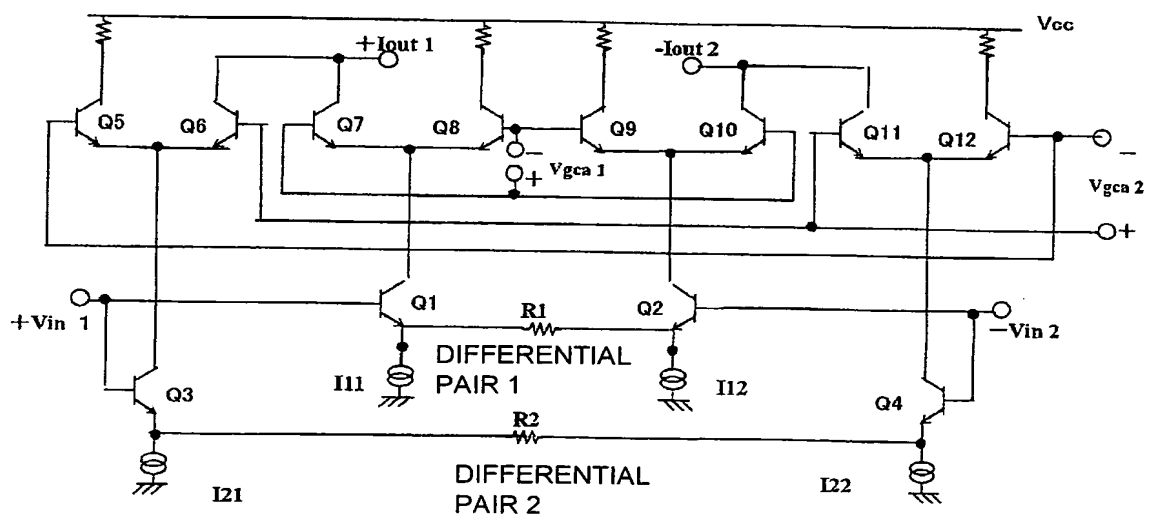 Vcc
+Iout 1
-Iout 2
Q5
Q6
Q7
Q8
Q9
Q10
Q11
Q12
−
Vgca 1
+
−
Vgca 2
+
+Vin 1
Q1
R1
Q2
−Vin 2
DIFFERENTIAL
PAIR 1
I11
I12
Q3
Q4
R2
DIFFERENTIAL
PAIR 2
I21
I22